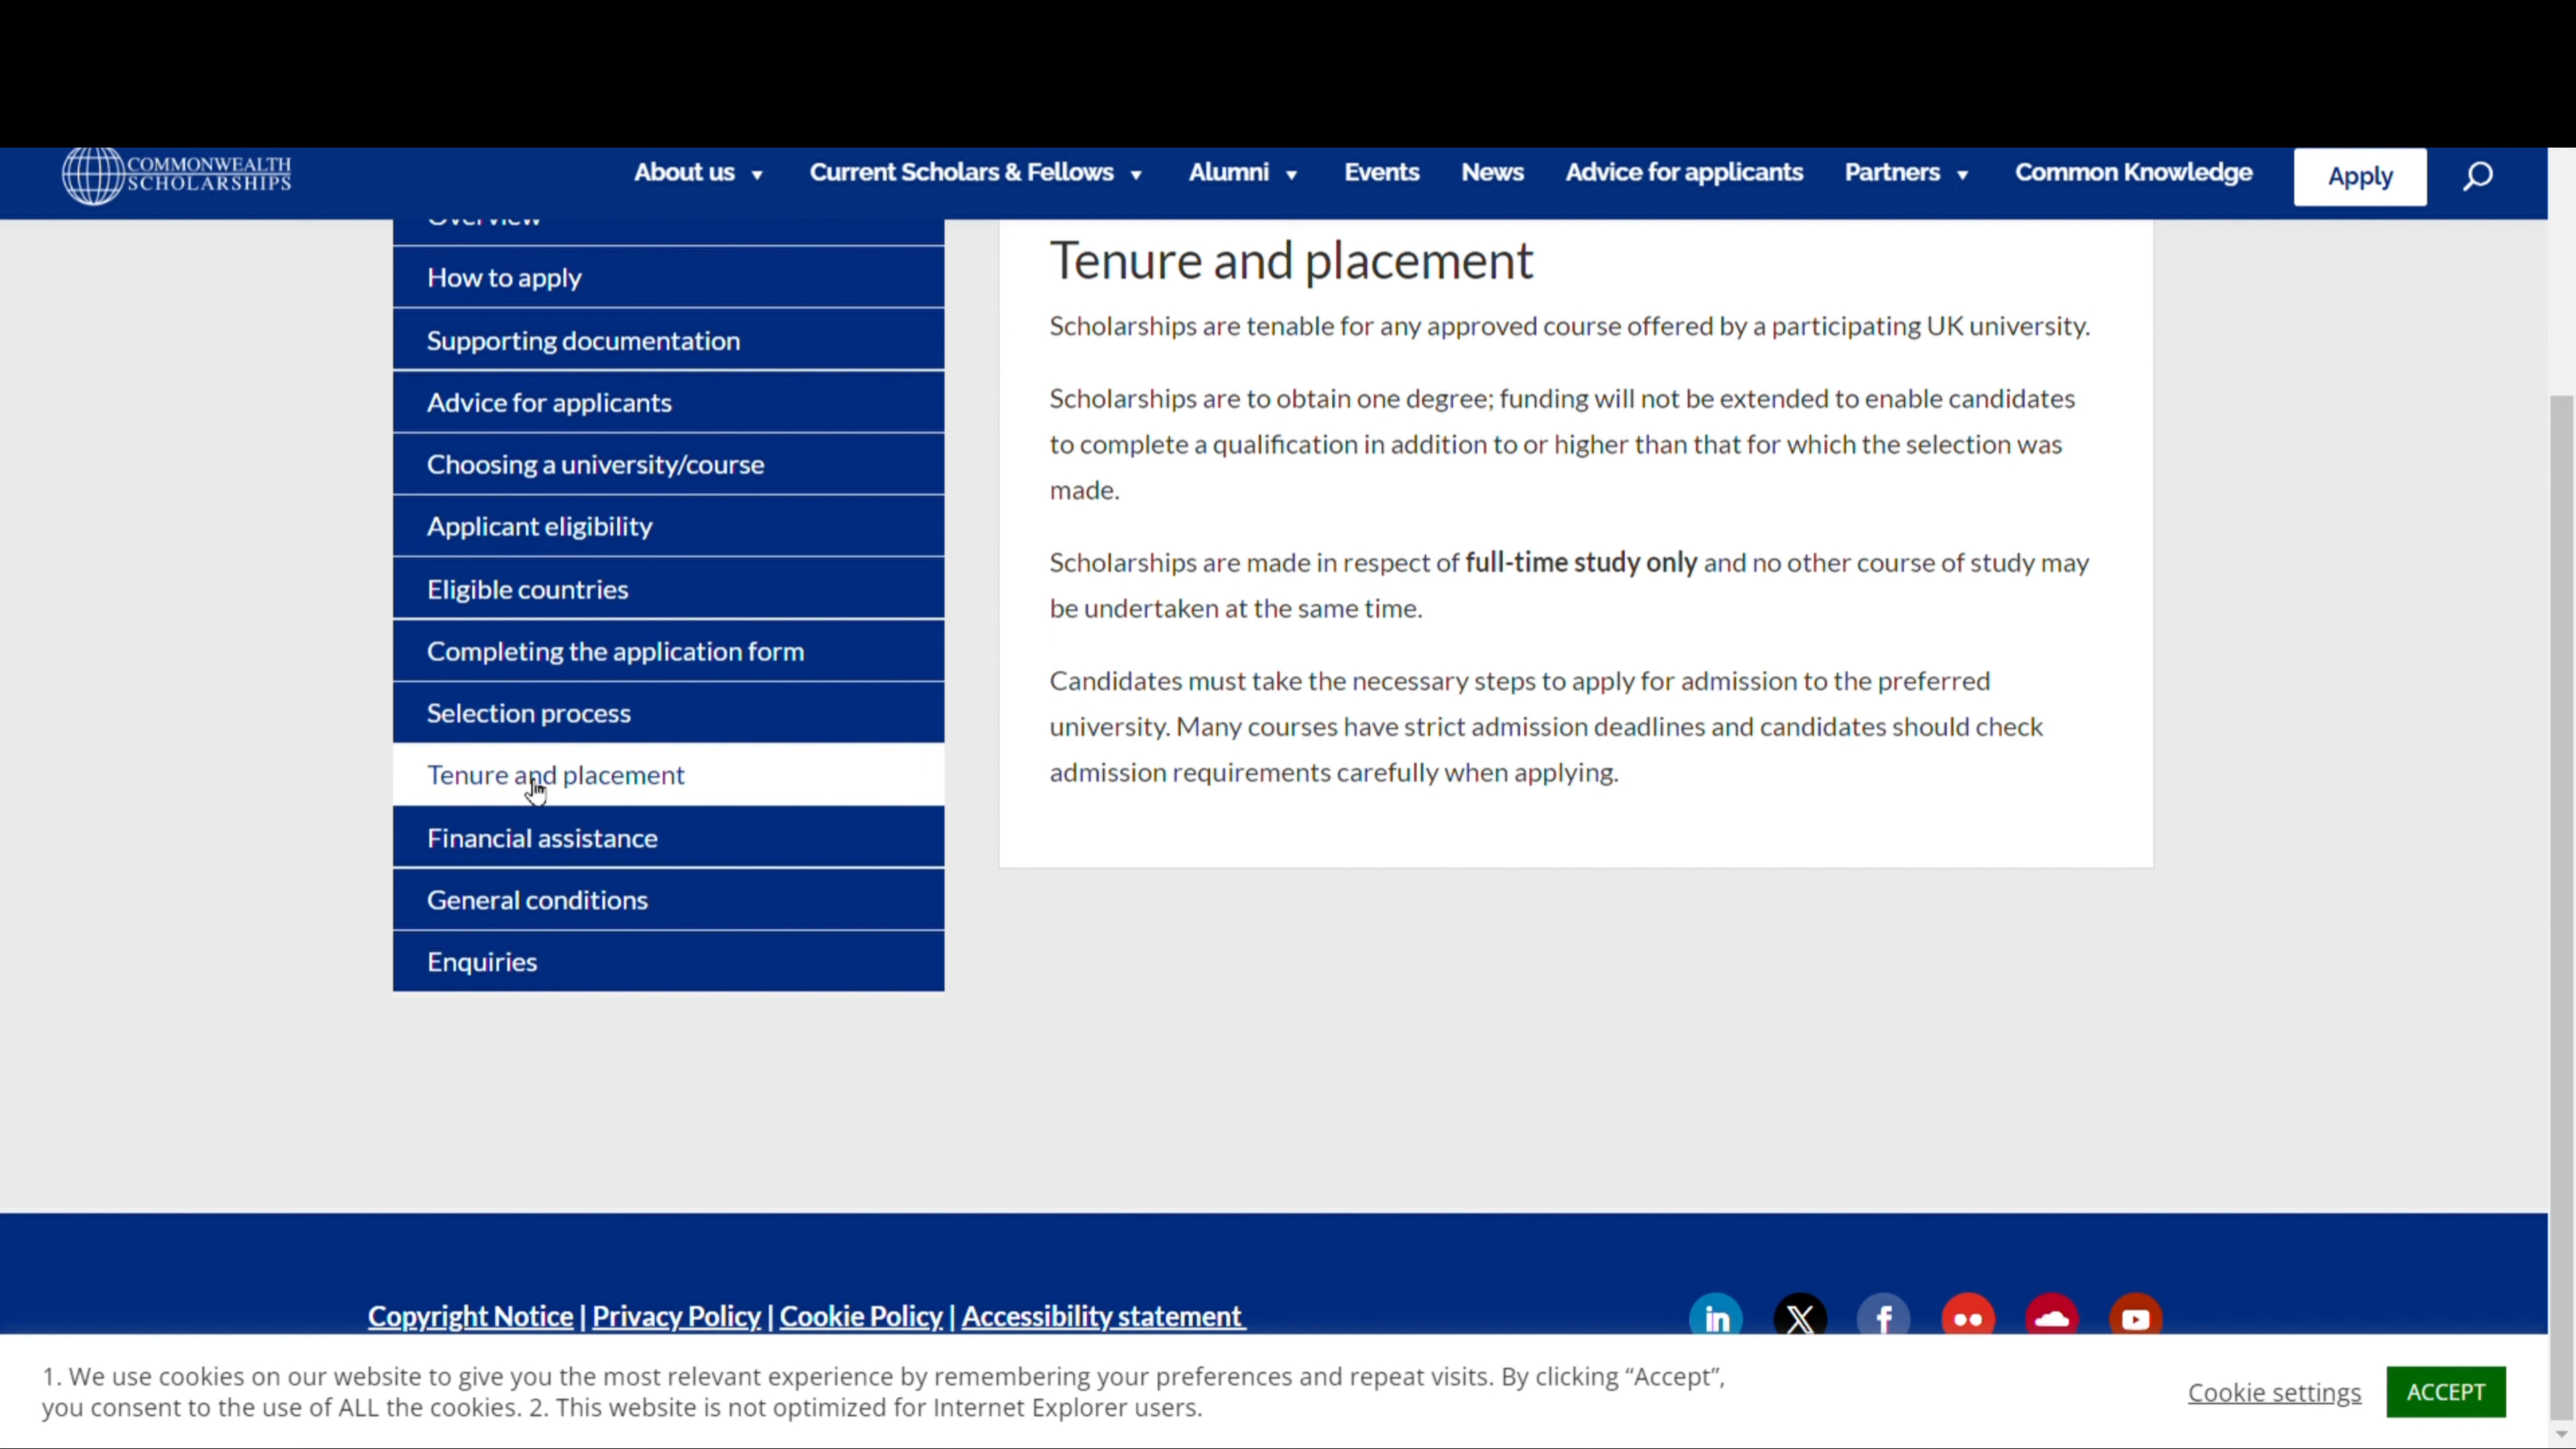 COMMONWEALTH
SCHOLARSHIPS
About us
Current Scholars & Fellows
Alumni
Events
News
Advice for applicants
Partners
Common Knowledge
Apply
Overview
How to apply
Supporting documentation
Advice for applicants
Choosing a university/course
Applicant eligibility
Eligible countries
Completing the application form
Selection process
Tenure and placement
Financial assistance
General conditions
Enquiries
Tenure and placement
Scholarships are tenable for any approved course offered by a participating UK university.
Scholarships are to obtain one degree; funding will not be extended to enable candidates
to complete a qualification in addition to or higher than that for which the selection was
made.
Scholarships are made in respect of full-time study only and no other course of study may
be undertaken at the same time.
Candidates must take the necessary steps to apply for admission to the preferred
university. Many courses have strict admission deadlines and candidates should check
admission requirements carefully when applying.
Copyright Notice | Privacy Policy | Cookie Policy | Accessibility statement
1. We use cookies on our website to give you the most relevant experience by remembering your preferences and repeat visits. By clicking “Accept”,
you consent to the use of ALL the cookies. 2. This website is not optimized for Internet Explorer users.
Cookie settings
ACCEPT